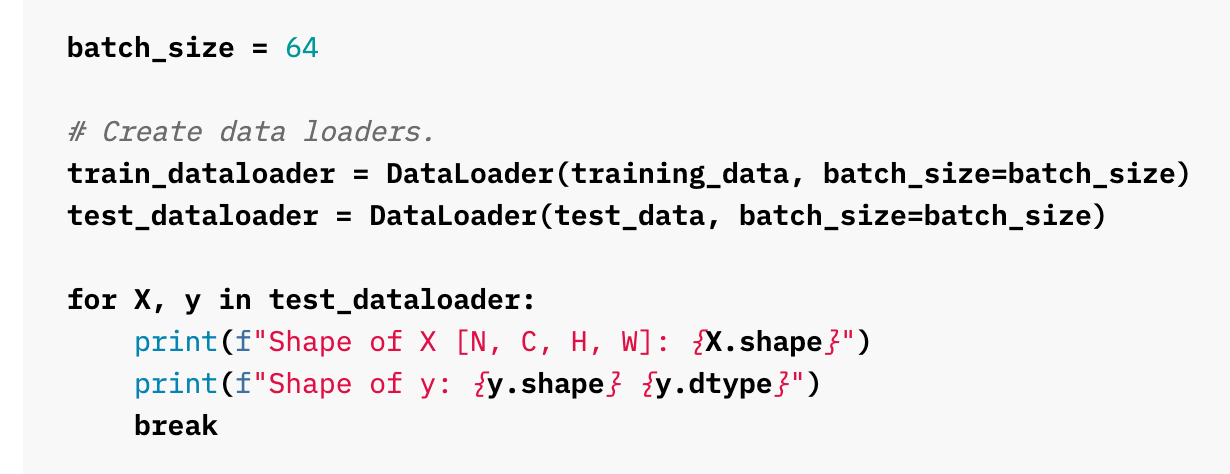 batch_size = 64
# Create data loaders.
train_dataloader = DataLoader(training_data, batch_size=batch_size)
test_dataloader = DataLoader(test_data, batch_size=batch_size)
for X, y in test_dataloader:
    print(f"Shape of X [N, C, H, W]: {X.shape}")
    print(f"Shape of y: {y.shape} {y.dtype}")
    break